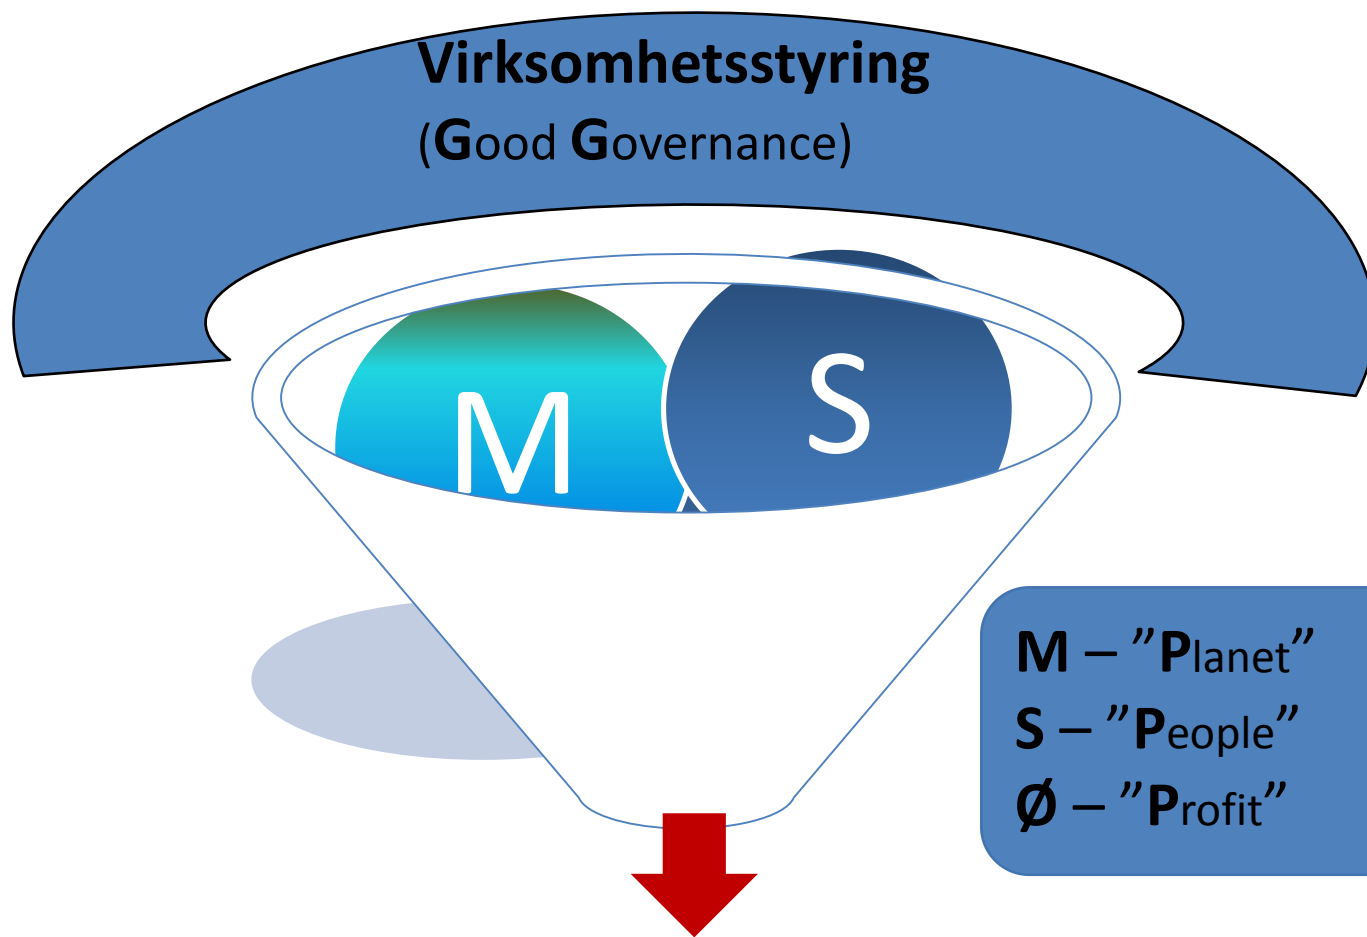 Virksomhetsstyring
(Good Governance)
M
S
M – ”Planet”
S – ”People”
Ø – ”Profit”